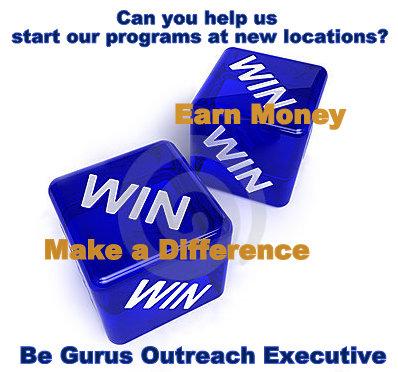 Can you help us
start our programs at new locations?
WIN
Earn Money
WIN
WIN
Make a Difference
WIN
Be Gurus Outreach Executive